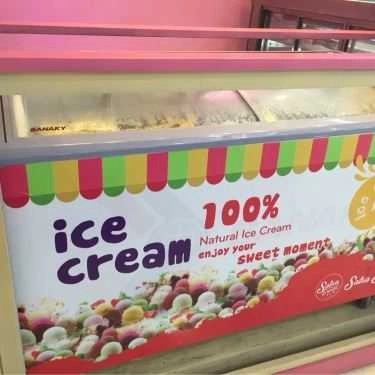 SANAKY
ice
cream
100%
Natural Ice Cream
enjoy your
sweet moment